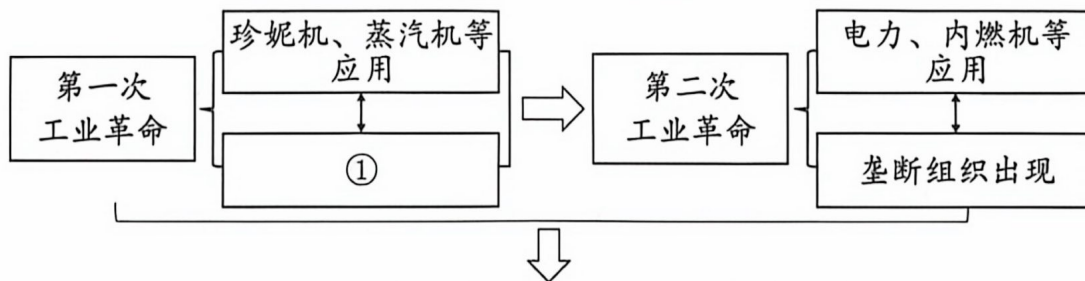 珍妮机、蒸汽机等
应用
第一次
工业革命
①
电力、内燃机等
应用
第二次
工业革命
垄断组织出现